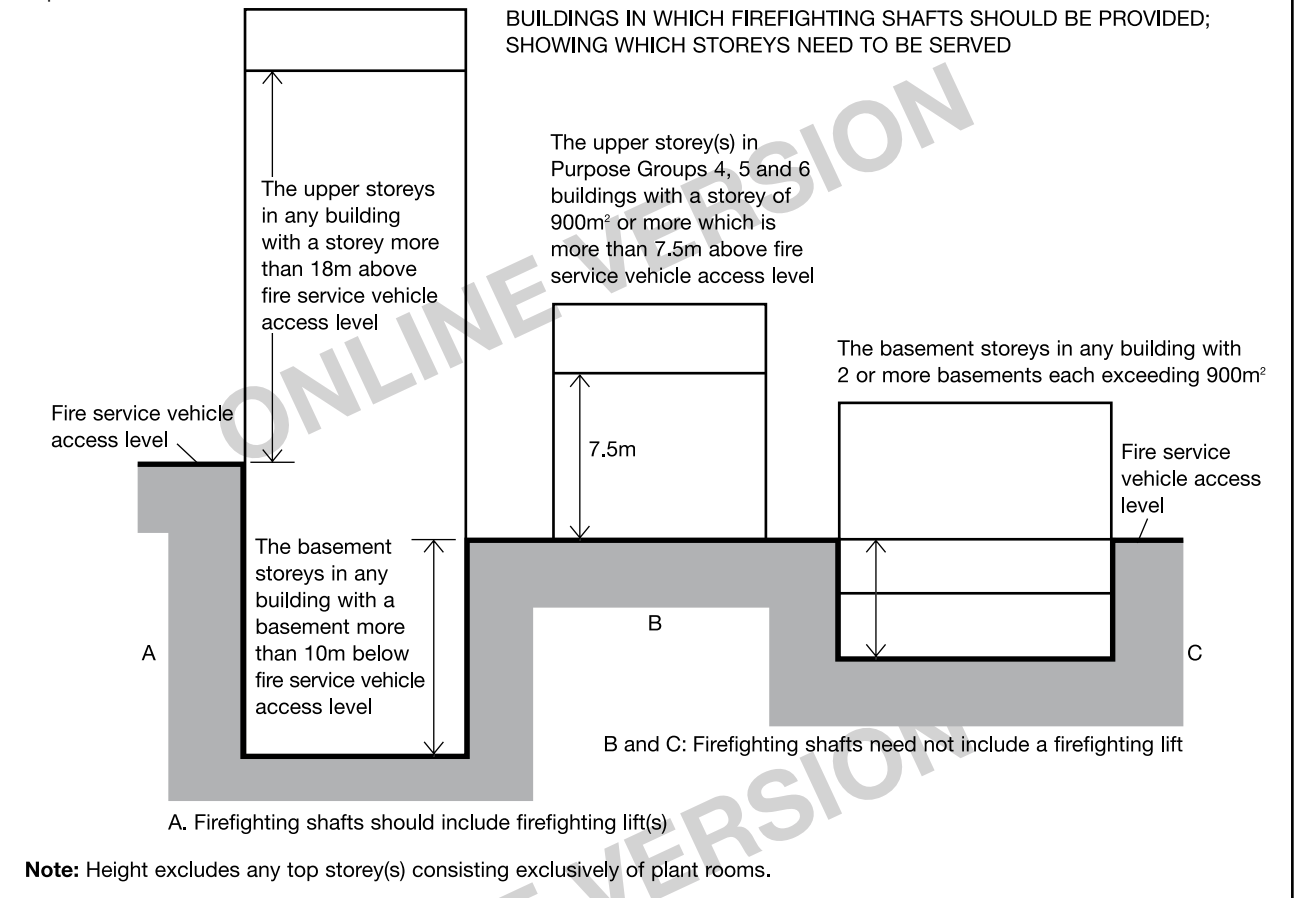 BUILDINGS IN WHICH FIREFIGHTING SHAFTS SHOULD BE PROVIDED;
SHOWING WHICH STOREYS NEED TO BE SERVED
The upper storeys
in any building
with a storey more
than 18m above
fire service vehicle
access level
The upper storey(s) in
Purpose Groups 4, 5 and 6
buildings with a storey of
900m² or more which is
more than 7.5m above fire
service vehicle access level
The basement storeys in any building with
2 or more basements each exceeding 900m²
Fire service vehicle
access level
7.5m
Fire service
vehicle access
level
The basement
storeys in any
building with a
basement more
than 10m below
fire service vehicle
access level
A
B
C
B and C: Firefighting shafts need not include a firefighting lift
A. Firefighting shafts should include firefighting lift(s)
Note: Height excludes any top storey(s) consisting exclusively of plant rooms.
ONLINE VERSION
ONLINE VERSION